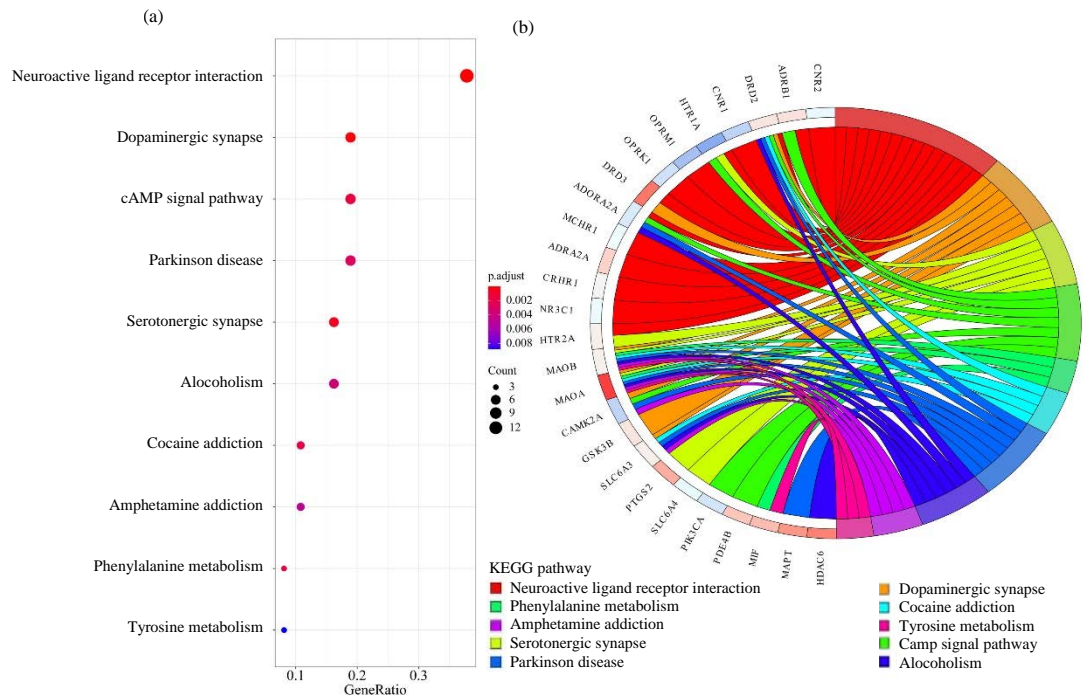 (a)
Neuroactive ligand receptor interaction
Dopaminergic synapse
cAMP signal pathway
Parkinson disease
Serotonergic synapse
Alocoholism
Cocaine addiction
Amphetamine addiction
Phenylalanine metabolism
Tyrosine metabolism
0.1 0.2 0.3
GeneRatio
p.adjust
0.002
0.004
0.006
0.008
Count
3
6
9
12
(b)
CNR2
ADRB1
DRD2
CNR1
HTR1A
OPRM1
OPRK1
DRD3
ADORA2A
MCHR1
ADRA2A
CRHR1
NR3C1
HTR2A
MAOB
MAOA
CAMK2A
GSK3B
SLC6A3
PTGS2
SLC6A4
PIK3CA
PDE4B
MIF
MAPT
HDAC6
KEGG pathway
Neuroactive ligand receptor interaction
Phenylalanine metabolism
Amphetamine addiction
Serotonergic synapse
Parkinson disease
Dopaminergic synapse
Cocaine addiction
Tyrosine metabolism
Camp signal pathway
Alocoholism